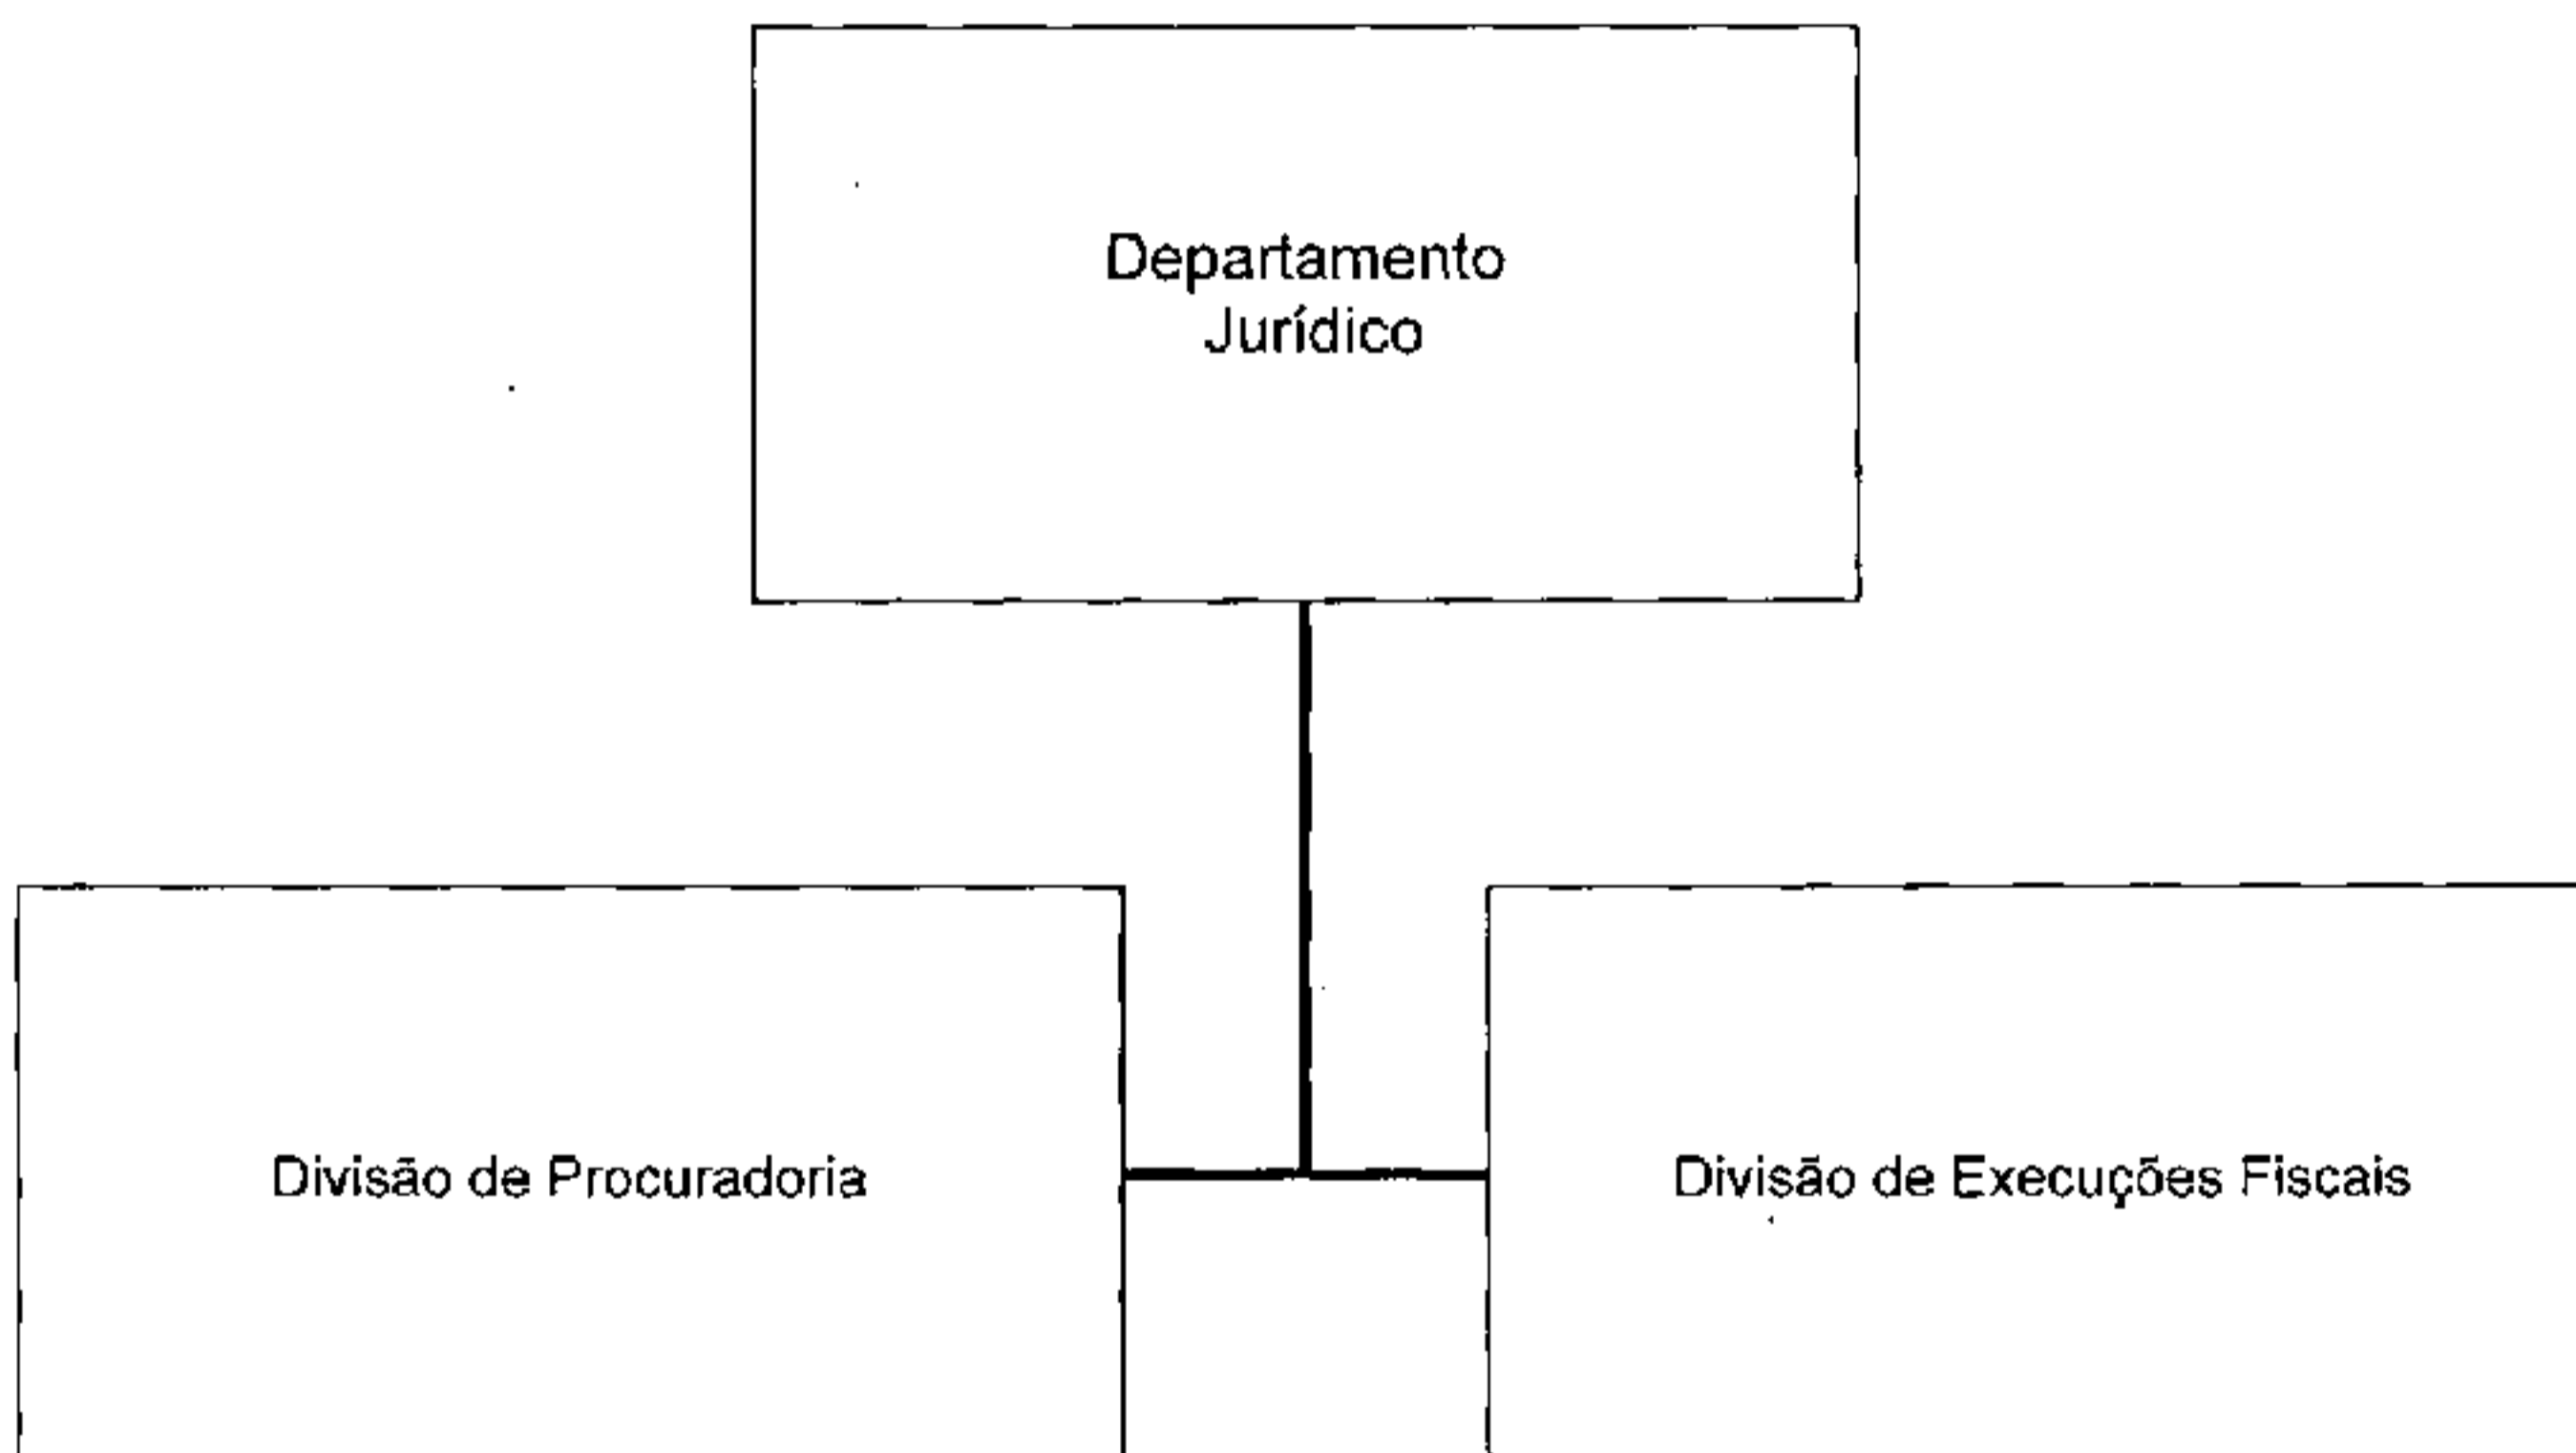 Departamento
Jurídico
Divisão de Procuradoria
Divisão de Execuções Fiscais